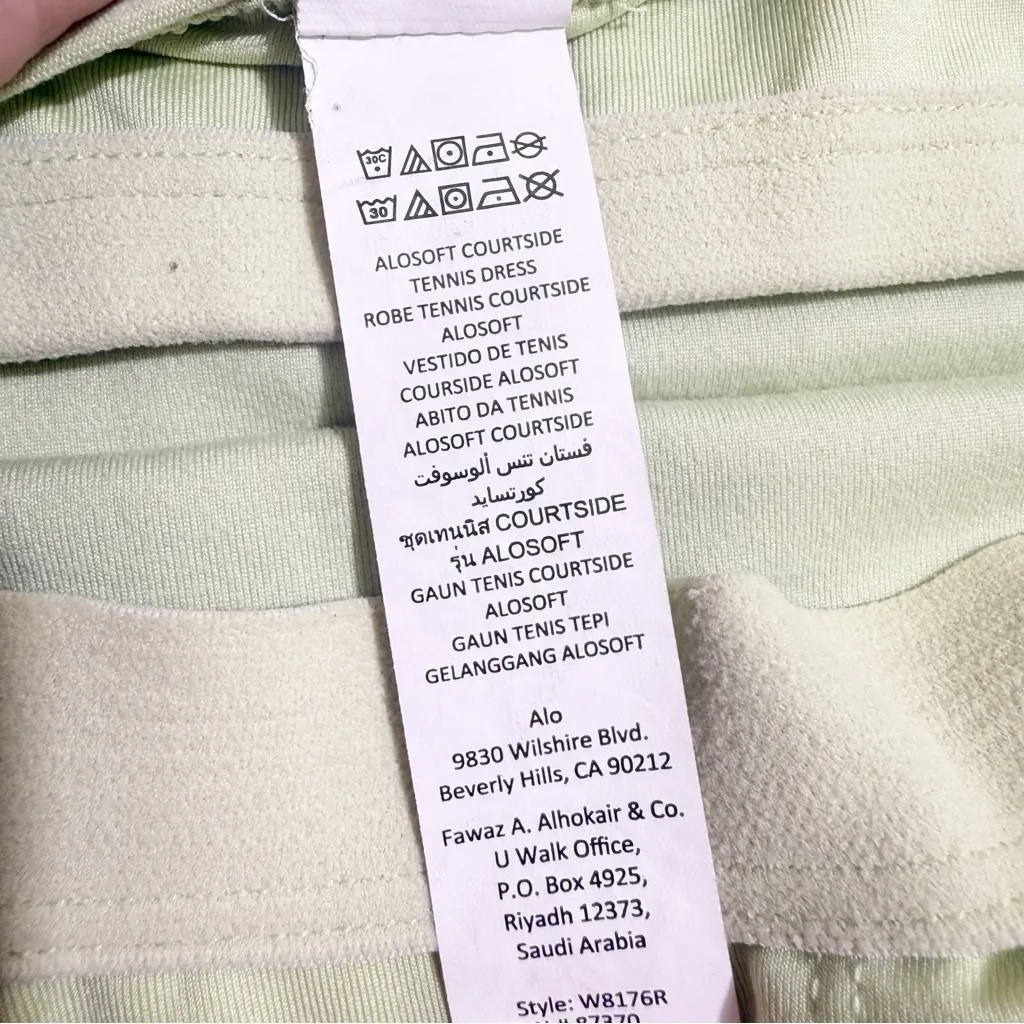 30C
30
ALOSOFT COURTSIDE
TENNIS DRESS
ROBE TENNIS COURTSIDE
ALOSOFT
VESTIDO DE TENIS
COURSIDE ALOSOFT
ABITO DA TENNIS
ALOSOFT COURTSIDE
فستان تنس ألوسوفت
كورتسايد
ชุดเทนนิส COURTSIDE
รุ่น ALOSOFT
GAUN TENIS COURTSIDE
ALOSOFT
GAUN TENIS TEPI
GELANGGANG ALOSOFT
Alo
9830 Wilshire Blvd.
Beverly Hills, CA 90212
Fawaz A. Alhokair & Co.
U Walk Office,
P.O. Box 4925,
Riyadh 12373,
Saudi Arabia
Style: W8176R